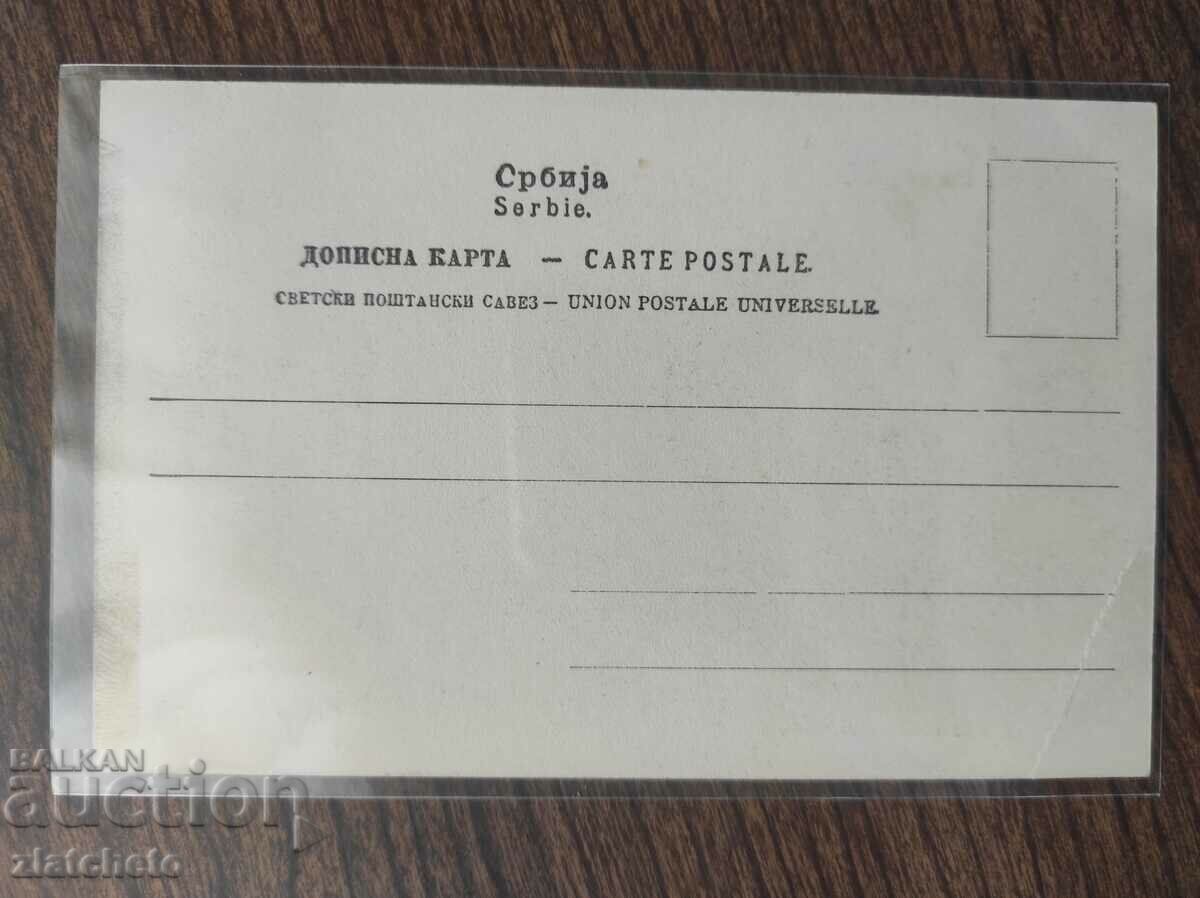 Србија
Serbie.
ДОПИСНА КАРТА — CARTE POSTALE.
СВЕТСКИ ПОШТАНСКИ САВЕЗ — UNION POSTALE UNIVERSELLE.
BALKAN
auction
zlatcheto